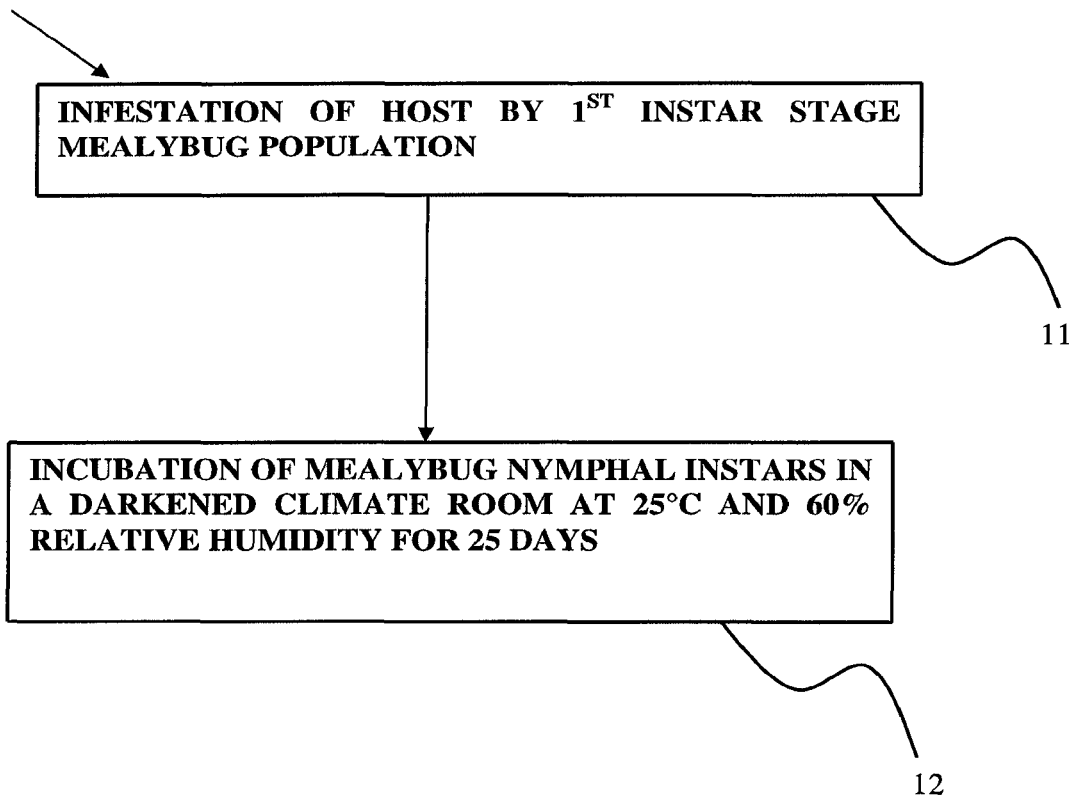 INFESTATION OF HOST BY 1ST INSTAR STAGE
MEALYBUG POPULATION
11
INCUBATION OF MEALYBUG NYMPHAL INSTARS IN
A DARKENED CLIMATE ROOM AT 25°C AND 60%
RELATIVE HUMIDITY FOR 25 DAYS
12